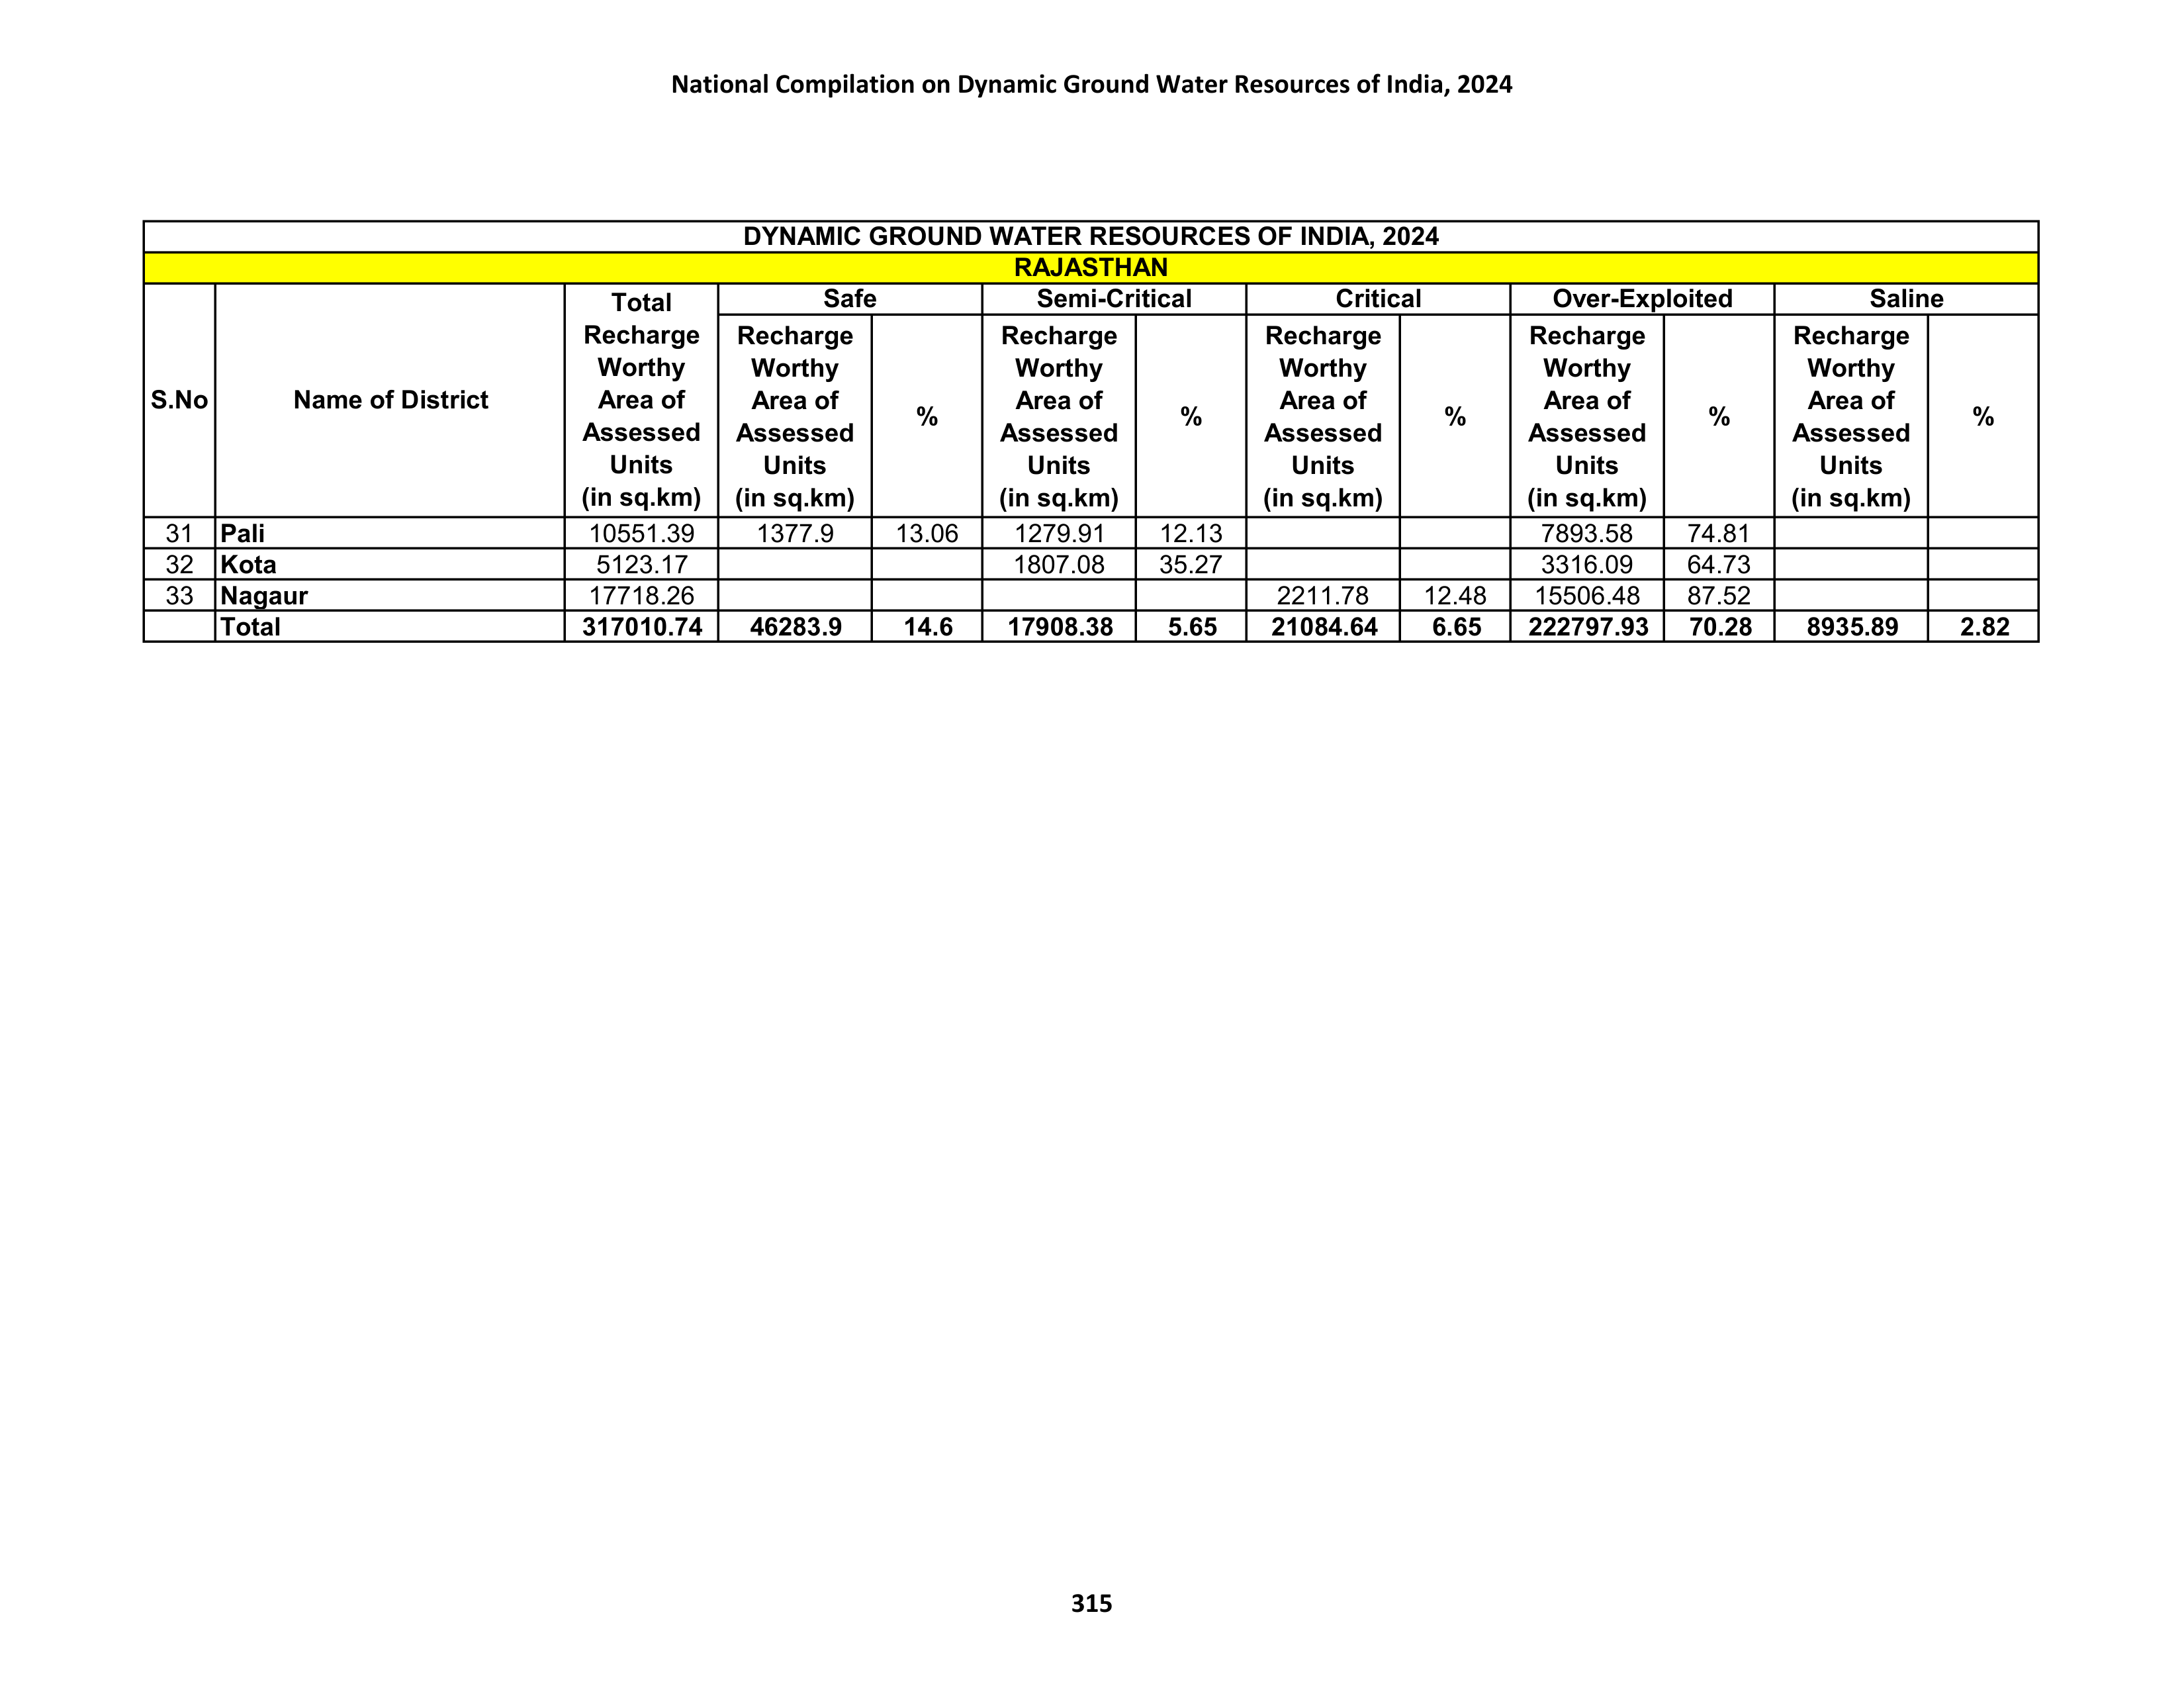 National Compilation on Dynamic Ground Water Resources of India, 2024
DYNAMIC GROUND WATER RESOURCES OF INDIA, 2024
RAJASTHAN
S.No Name of District Total Recharge Worthy Area of Assessed Units (in sq.km) Safe Semi-Critical Critical Over-Exploited Saline
Recharge Worthy Area of Assessed Units (in sq.km) % Recharge Worthy Area of Assessed Units (in sq.km) % Recharge Worthy Area of Assessed Units (in sq.km) % Recharge Worthy Area of Assessed Units (in sq.km) % Recharge Worthy Area of Assessed Units (in sq.km) %
31 Pali 10551.39 1377.9 13.06 1279.91 12.13 7893.58 74.81
32 Kota 5123.17 1807.08 35.27 3316.09 64.73
33 Nagaur 17718.26 2211.78 12.48 15506.48 87.52
Total 317010.74 46283.9 14.6 17908.38 5.65 21084.64 6.65 222797.93 70.28 8935.89 2.82
315